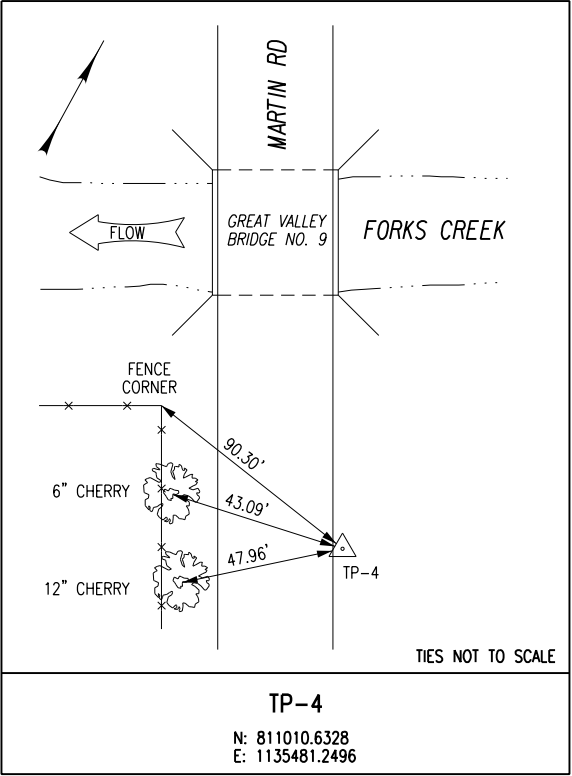 MARTIN RD
GREAT VALLEY
BRIDGE NO. 9
FLOW
FORKS CREEK
FENCE
CORNER
90.30'
6" CHERRY
43.09'
47.96'
12" CHERRY
TP-4
TIES NOT TO SCALE
TP-4
N: 811010.6328
E: 1135481.2496